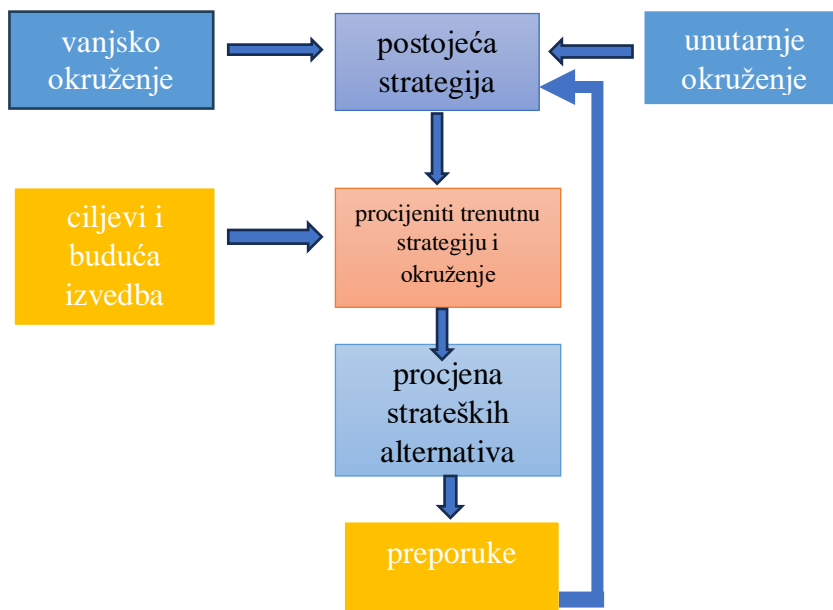 vanjsko
okruženje
postojeća
strategija
unutarnje
okruženje
ciljevi i
buduća
izvedba
procijeniti trenutnu
strategiju i
okruženje
procjena
strateških
alternativa
preporuke